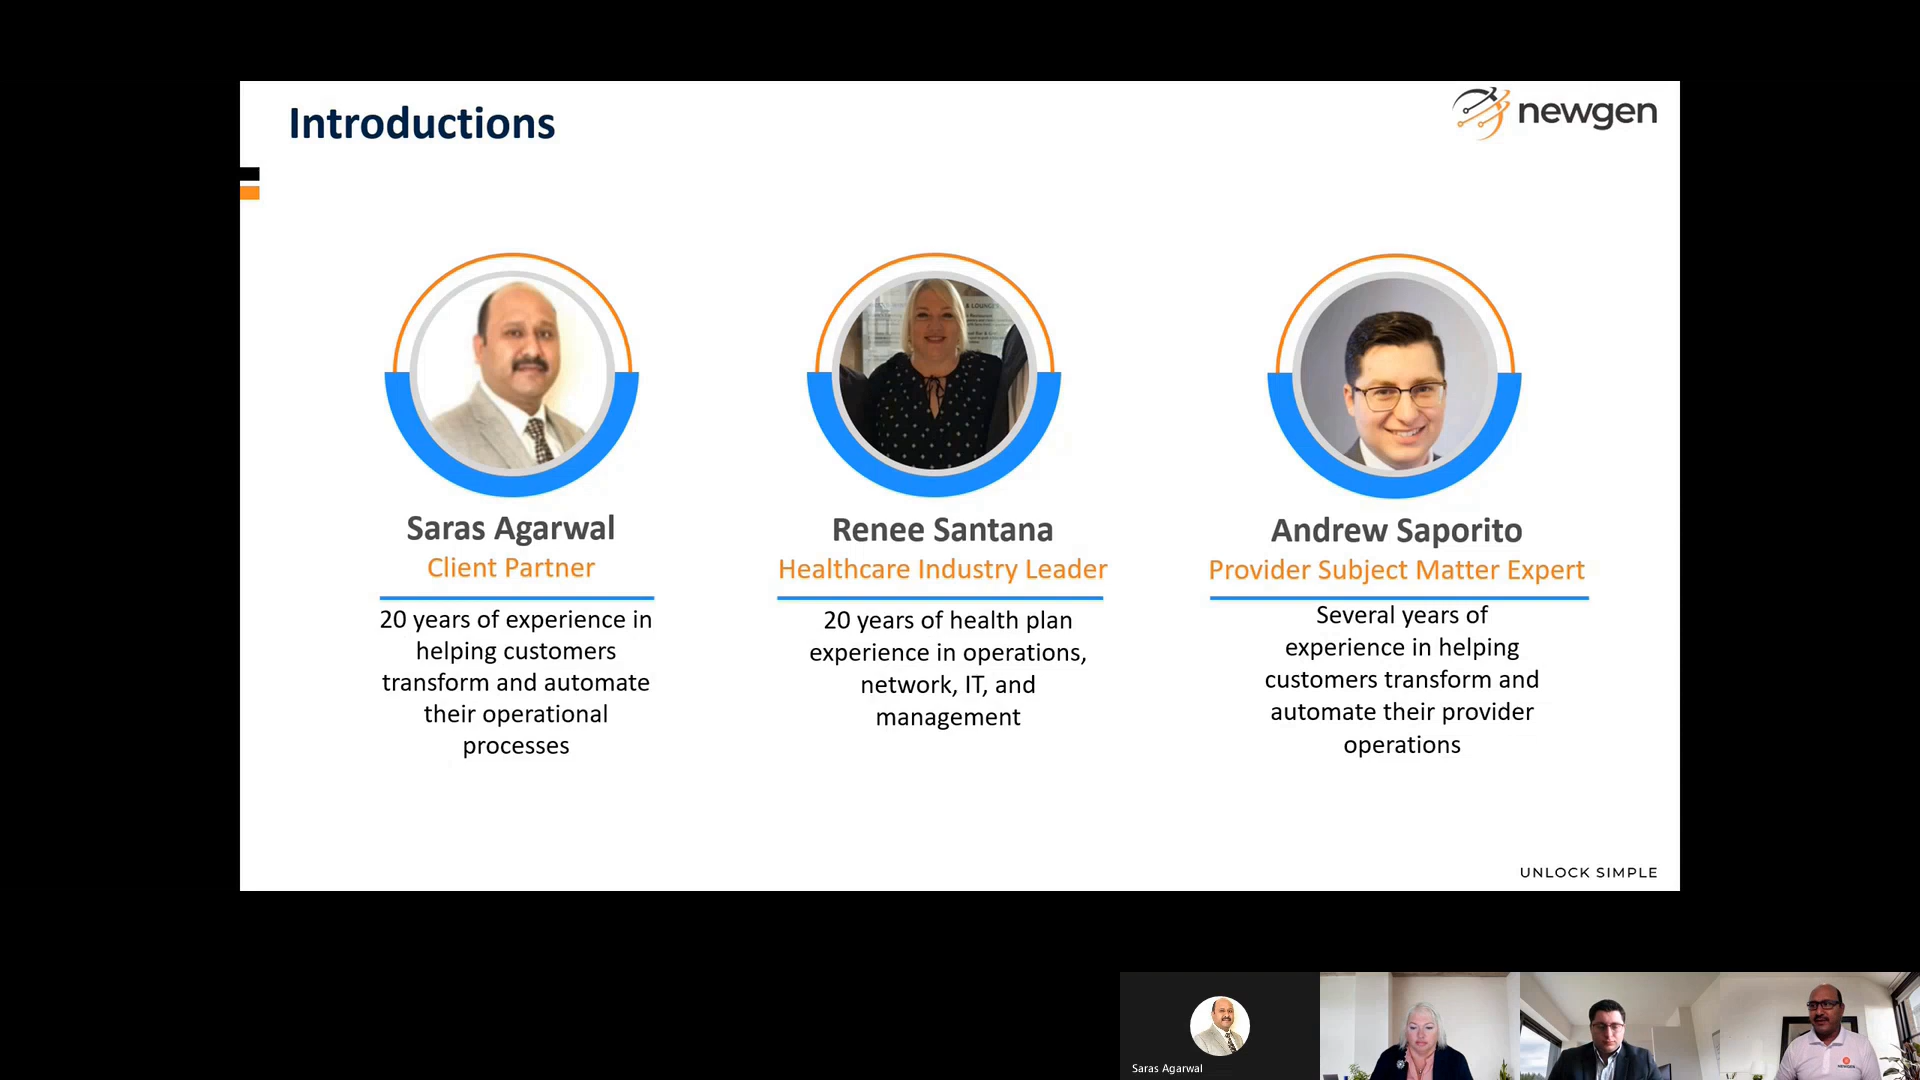 Introductions
newgen
Saras Agarwal
Client Partner
20 years of experience in
helping customers
transform and automate
their operational
processes
Renee Santana
Healthcare Industry Leader
20 years of health plan
experience in operations,
network, IT, and
management
Andrew Saporito
Provider Subject Matter Expert
Several years of
experience in helping
customers transform and
automate their provider
operations
UNLOCK SIMPLE
Saras Agarwal